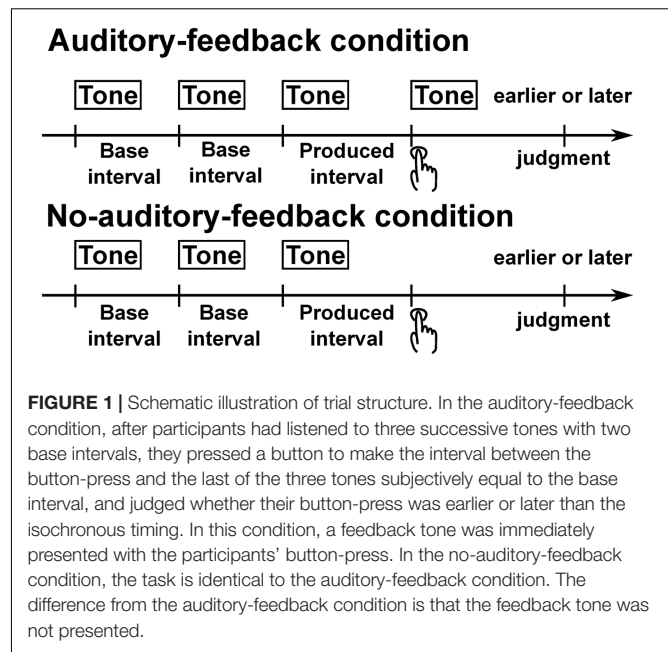 Auditory-feedback condition
Tone Tone Tone Tone earlier or later
Base interval Base interval Produced interval judgment
No-auditory-feedback condition
Tone Tone Tone earlier or later
Base interval Base interval Produced interval judgment
FIGURE 1 | Schematic illustration of trial structure. In the auditory-feedback
condition, after participants had listened to three successive tones with two
base intervals, they pressed a button to make the interval between the
button-press and the last of the three tones subjectively equal to the base
interval, and judged whether their button-press was earlier or later than the
isochronous timing. In this condition, a feedback tone was immediately
presented with the participants’ button-press. In the no-auditory-feedback
condition, the task is identical to the auditory-feedback condition. The
difference from the auditory-feedback condition is that the feedback tone was
not presented.